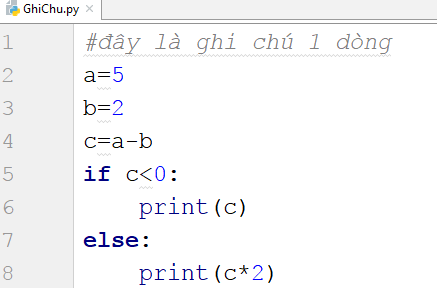 GhiChu.py
1 #đây là ghi chú 1 dòng
2 a=5
3 b=2
4 c=a-b
5 if c<0:
6     print(c)
7 else:
8     print(c*2)